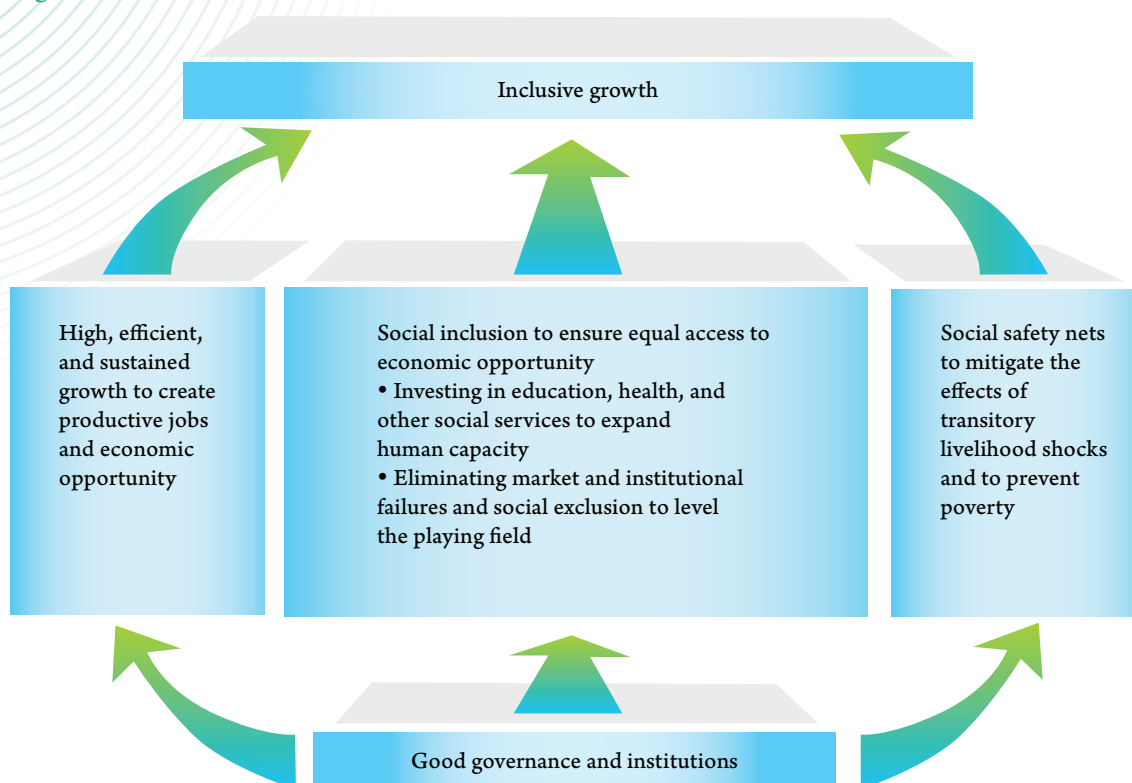 Inclusive growth
High, efficient,
and sustained
growth to create
productive jobs
and economic
opportunity
Social inclusion to ensure equal access to
economic opportunity
• Investing in education, health, and
other social services to expand
human capacity
• Eliminating market and institutional
failures and social exclusion to level
the playing field
Social safety nets
to mitigate the
effects of
transitory
livelihood shocks
and to prevent
poverty
Good governance and institutions